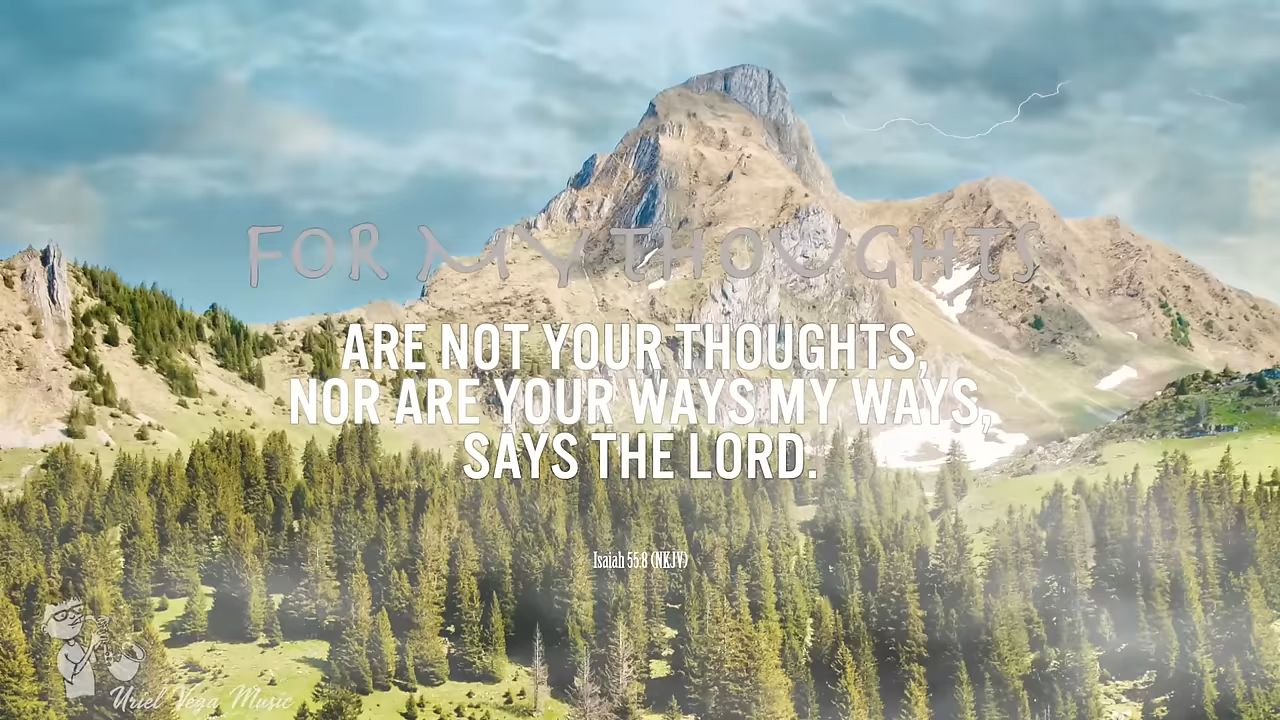 FOR MY THOUGHTS
ARE NOT YOUR THOUGHTS,
NOR ARE YOUR WAYS MY WAYS,
SAYS THE LORD.
Isaiah 55:8 (NKJV)
Uriel Vega Music